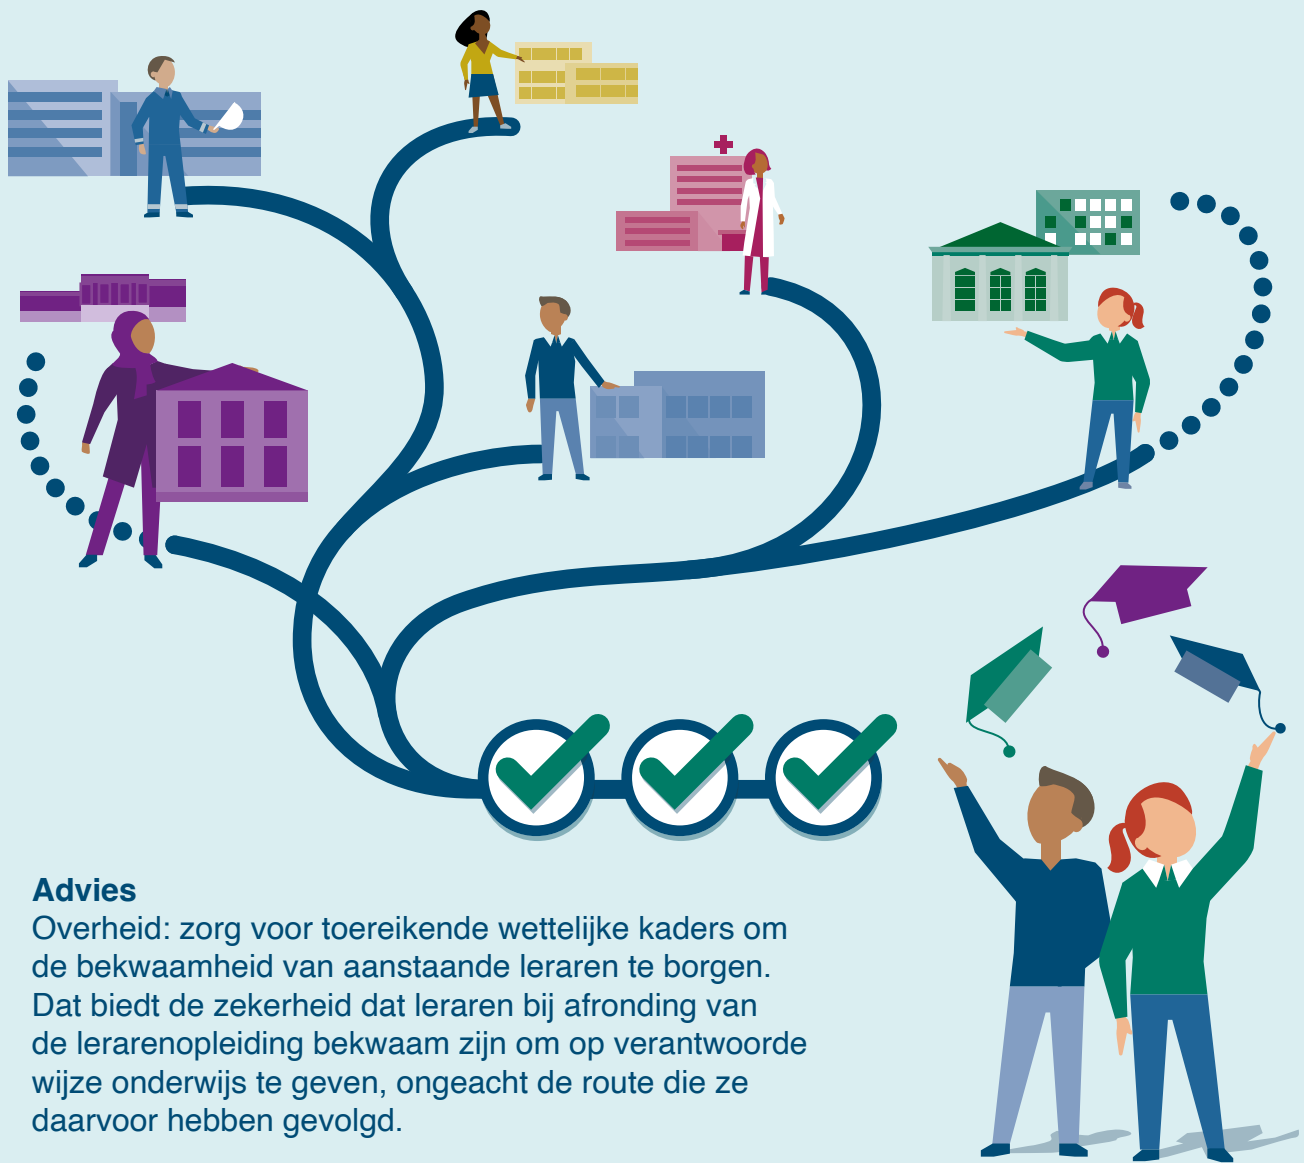 Advies
Overheid: zorg voor toereikende wettelijke kaders om
de bekwaamheid van aanstaande leraren te borgen.
Dat biedt de zekerheid dat leraren bij afronding van
de lerarenopleiding bekwaam zijn om op verantwoorde
wijze onderwijs te geven, ongeacht de route die ze
daarvoor hebben gevolgd.